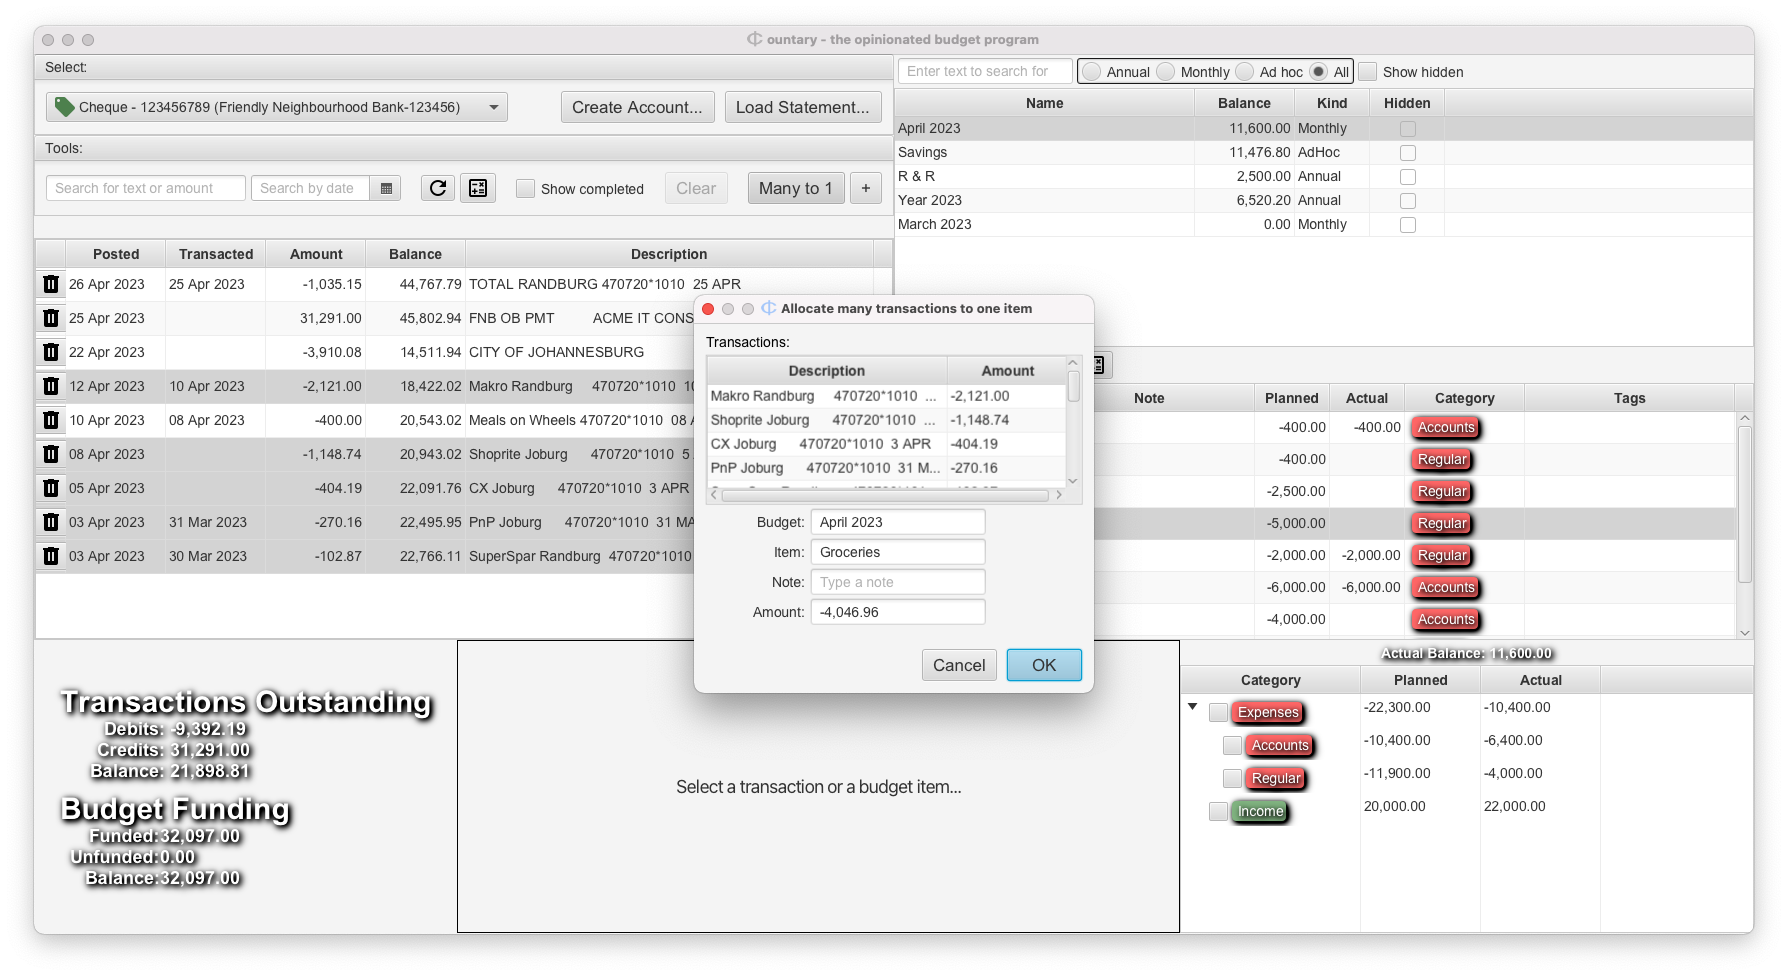 ountary - the opinionated budget program
Select:
Cheque - 123456789 (Friendly Neighbourhood Bank-123456)
Create Account...
Load Statement...
Tools:
Search for text or amount
Search by date
Show completed
Clear
Many to 1
+
Posted Transacted Amount Balance Description
26 Apr 2023 25 Apr 2023 -1,035.15 44,767.79 TOTAL RANDBURG 470720*1010 25 APR
25 Apr 2023 31,291.00 45,802.94 FNB OB PMT ACME IT CONS
22 Apr 2023 -3,910.08 14,511.94 CITY OF JOHANNESBURG
12 Apr 2023 10 Apr 2023 -2,121.00 18,422.02 Makro Randburg 470720*1010 10
10 Apr 2023 08 Apr 2023 -400.00 20,543.02 Meals on Wheels 470720*1010 08
08 Apr 2023 -1,148.74 20,943.02 Shoprite Joburg 470720*1010 5
05 Apr 2023 -404.19 22,091.76 CX Joburg 470720*1010 3 APR
03 Apr 2023 31 Mar 2023 -270.16 22,495.95 PnP Joburg 470720*1010 31 MA
03 Apr 2023 30 Mar 2023 -102.87 22,766.11 SuperSpar Randburg 470720*1010
Enter text to search for
Annual Monthly Ad hoc All Show hidden
Name Balance Kind Hidden
April 2023 11,600.00 Monthly
Savings 11,476.80 AdHoc
R & R 2,500.00 Annual
Year 2023 6,520.20 Annual
March 2023 0.00 Monthly
Allocate many transactions to one item
Transactions:
Description Amount
Makro Randburg 470720*1010 ... -2,121.00
Shoprite Joburg 470720*1010 ... -1,148.74
CX Joburg 470720*1010 3 APR -404.19
PnP Joburg 470720*1010 31 M... -270.16
Budget: April 2023
Item: Groceries
Note: Type a note
Amount: -4,046.96
Cancel
OK
Note Planned Actual Category Tags
-400.00 -400.00 Accounts
-400.00 Regular
-2,500.00 Regular
-5,000.00 Regular
-2,000.00 -2,000.00 Regular
-6,000.00 -6,000.00 Accounts
-4,000.00 Accounts
Transactions Outstanding
Debits: -9,392.19
Credits: 31,291.00
Balance: 21,898.81
Budget Funding
Funded:32,097.00
Unfunded:0.00
Balance:32,097.00
Select a transaction or a budget item...
Actual Balance: 11,600.00
Category Planned Actual
Expenses -22,300.00 -10,400.00
Accounts -10,400.00 -6,400.00
Regular -11,900.00 -4,000.00
Income 20,000.00 22,000.00